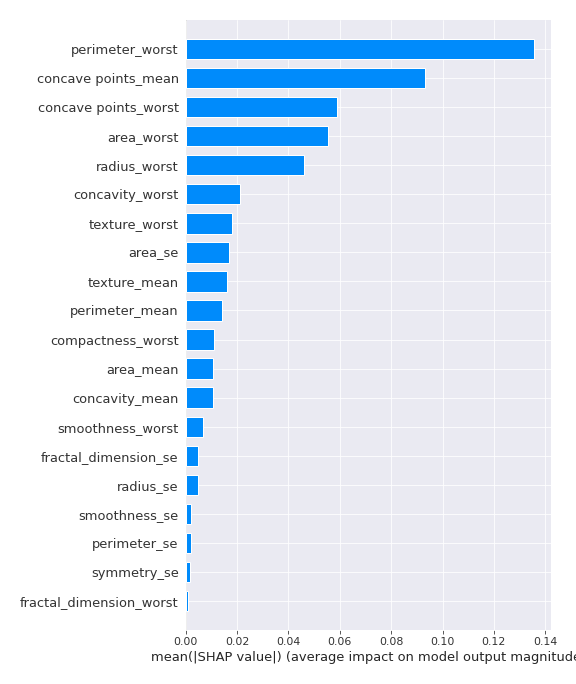 perimeter_worst
concave points_mean
concave points_worst
area_worst
radius_worst
concavity_worst
texture_worst
area_se
texture_mean
perimeter_mean
compactness_worst
area_mean
concavity_mean
smoothness_worst
fractal_dimension_se
radius_se
smoothness_se
perimeter_se
symmetry_se
fractal_dimension_worst
0.00 0.02 0.04 0.06 0.08 0.10 0.12 0.14
mean(|SHAP value|) (average impact on model output magnitude